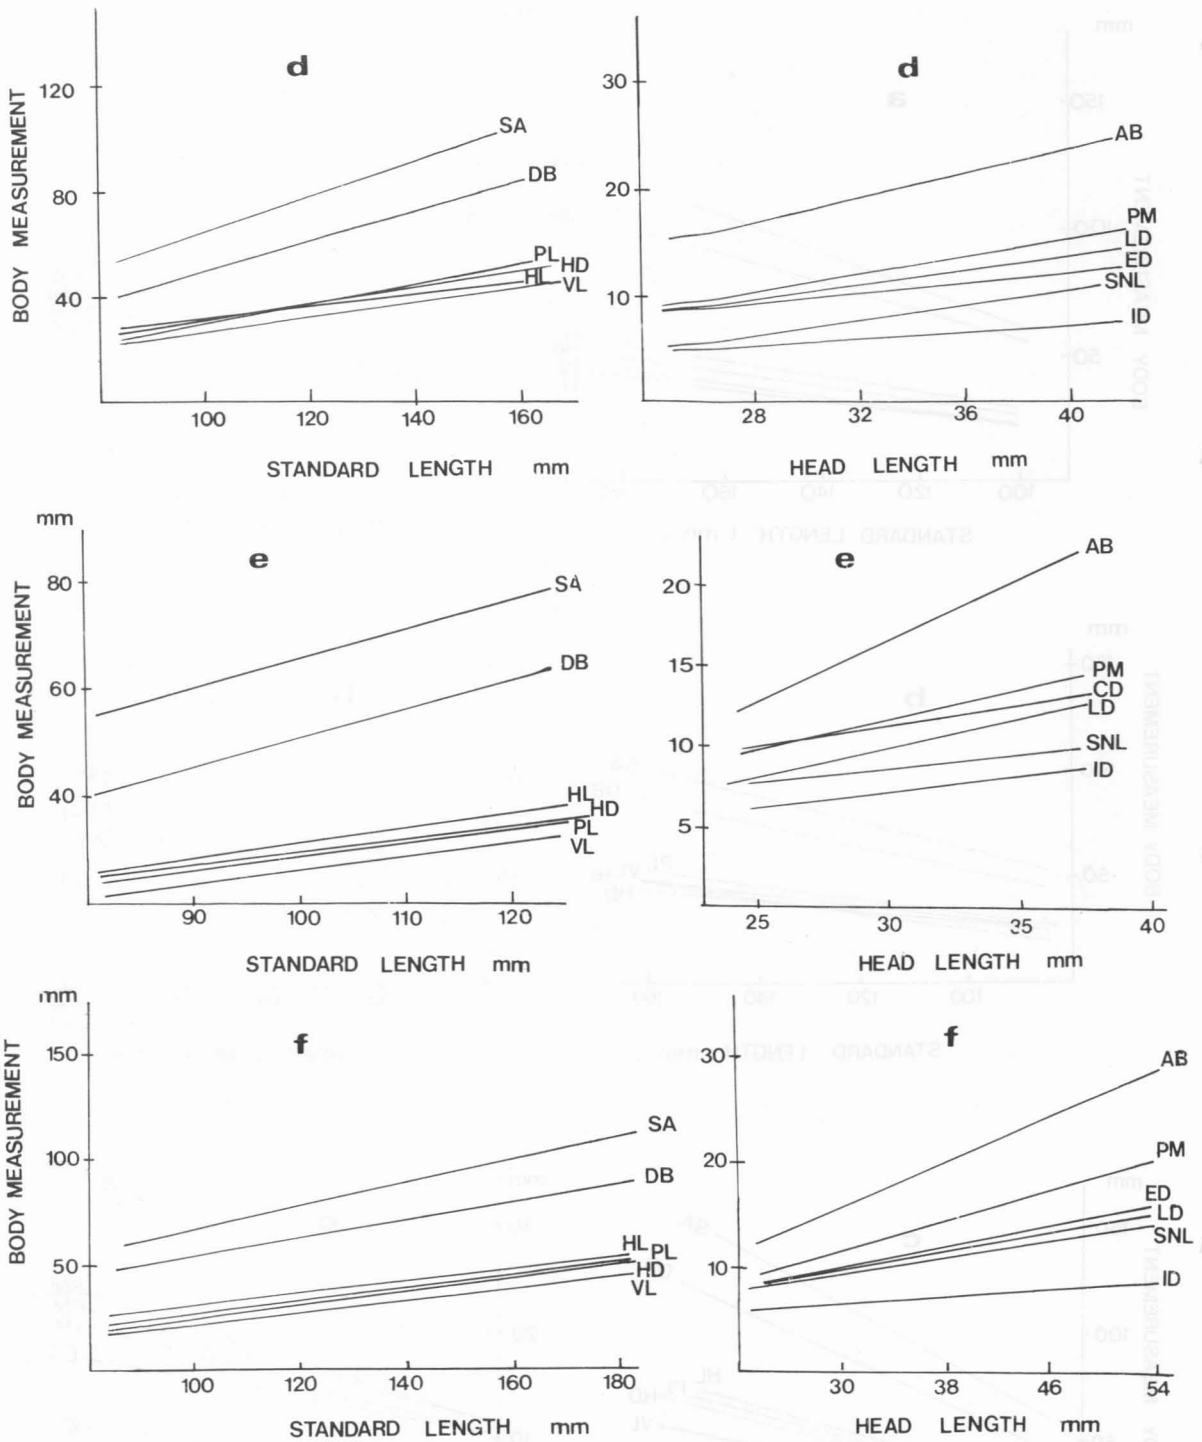 d
BODY MEASUREMENT
120
80
40
SA
DB
PL
HD
HL
VL
100 120 140 160
STANDARD LENGTH mm
d
30
20
10
AB
PM
LD
ED
SNL
ID
28 32 36 40
HEAD LENGTH mm
mm
e
BODY MEASUREMENT
80
60
40
SA
DB
HL
HD
PL
VL
90 100 110 120
STANDARD LENGTH mm
e
20
15
10
5
AB
PM
CD
LD
SNL
ID
25 30 35 40
HEAD LENGTH mm
mm
f
BODY MEASUREMENT
150
100
50
SA
DB
HL
PL
HD
VL
100 120 140 160 180
STANDARD LENGTH mm
f
30
20
10
AB
PM
ED
LD
SNL
ID
30 38 46 54
HEAD LENGTH mm